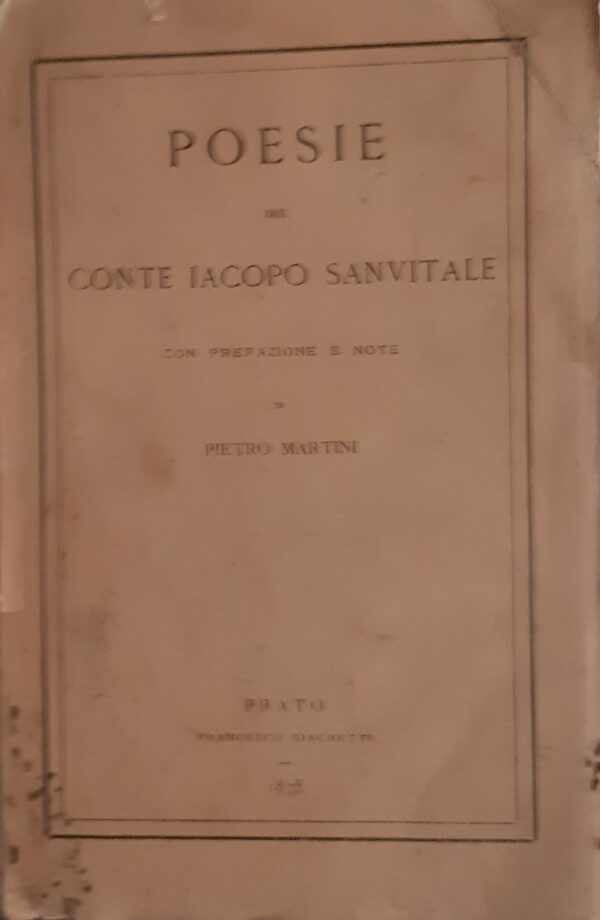 POESIE
DEL
CONTE IACOPO SANVITALE
CON PREFAZIONE E NOTE
DI
PIETRO MARTINI
PRATO
FRANCESCO GIACHETTI
—